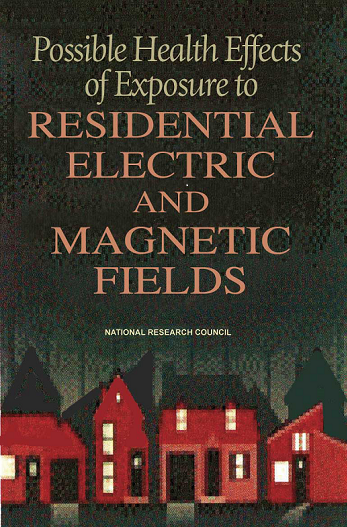 Possible Health Effects
of Exposure to
RESIDENTIAL
ELECTRIC
AND
MAGNETIC
FIELDS
NATIONAL RESEARCH COUNCIL